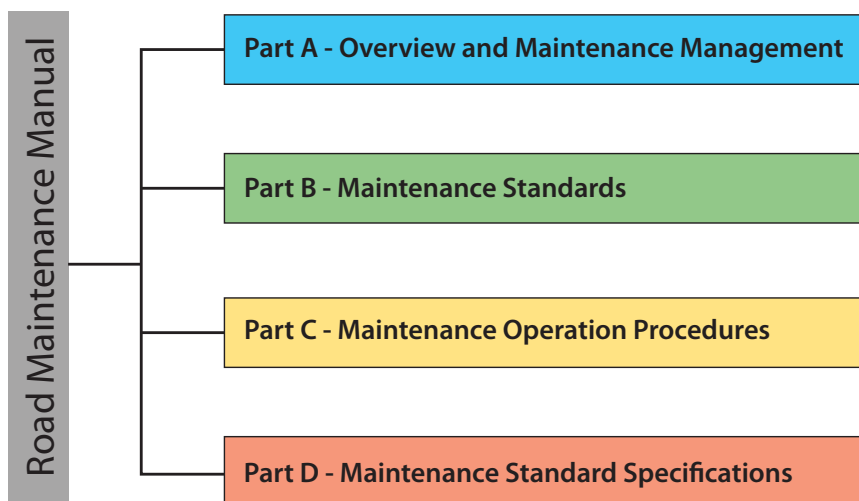 Road Maintenance Manual
Part A - Overview and Maintenance Management
Part B - Maintenance Standards
Part C - Maintenance Operation Procedures
Part D - Maintenance Standard Specifications